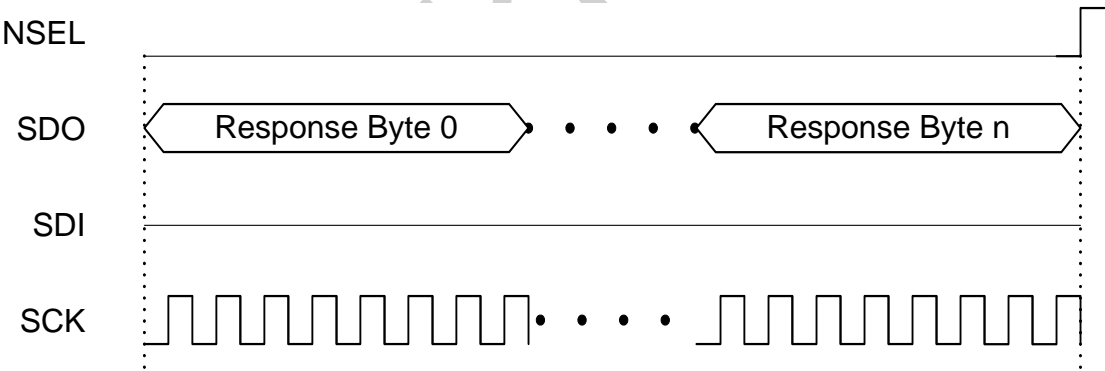 NSEL
SDO Response Byte 0 Response Byte n
SDI
SCK